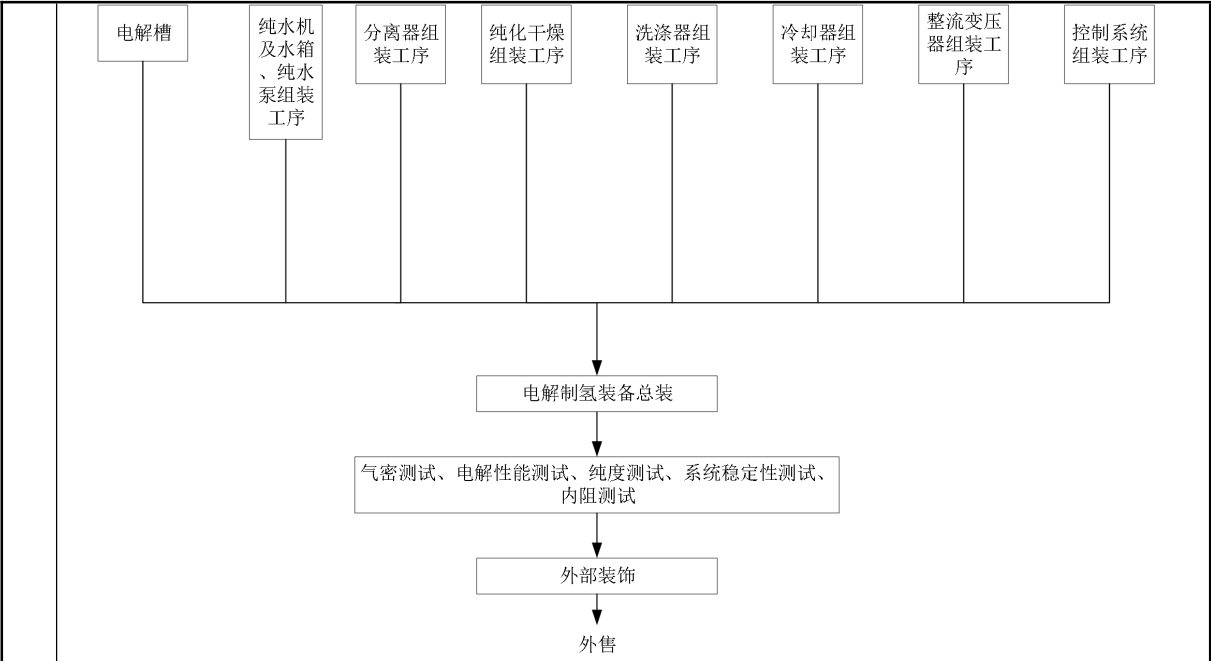 电解槽
纯水机
及水箱
、纯水
泵组装
工序
分离器组
装工序
纯化干燥
组装工序
洗涤器组
装工序
冷却器组
装工序
整流变压
器组装工
序
控制系统
组装工序
电解制氢装备总装
气密测试、电解性能测试、纯度测试、系统稳定性测试、
内阻测试
外部装饰
外售